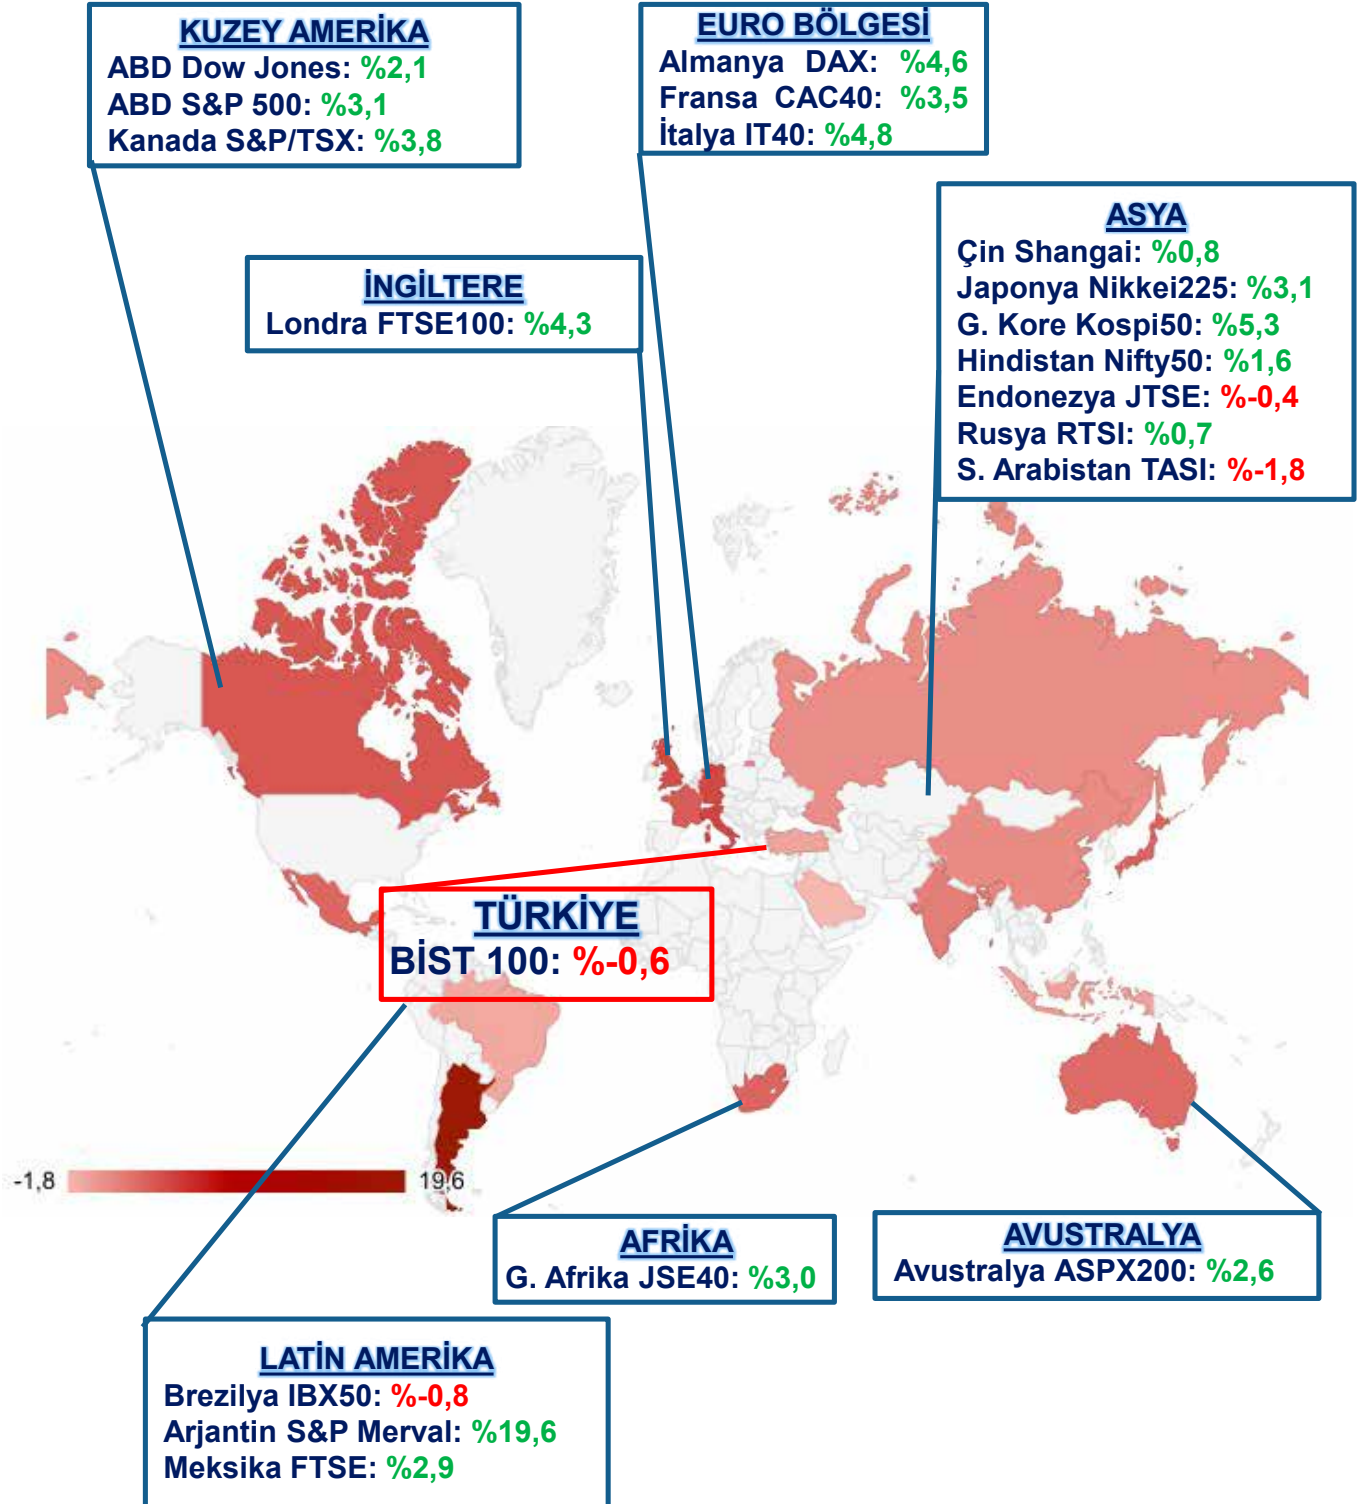 KUZEY AMERİKA
ABD Dow Jones: %2,1
ABD S&P 500: %3,1
Kanada S&P/TSX: %3,8
EURO BÖLGESİ
Almanya DAX: %4,6
Fransa CAC40: %3,5
İtalya IT40: %4,8
ASYA
Çin Shangai: %0,8
Japonya Nikkei225: %3,1
G. Kore Kospi50: %5,3
Hindistan Nifty50: %1,6
Endonezya JTSE: %-0,4
Rusya RTSI: %0,7
S. Arabistan TASI: %-1,8
İNGİLTERE
Londra FTSE100: %4,3
TÜRKİYE
BİST 100: %-0,6
-1,8
19,6
AFRİKA
G. Afrika JSE40: %3,0
AVUSTRALYA
Avustralya ASPX200: %2,6
LATİN AMERİKA
Brezilya IBX50: %-0,8
Arjantin S&P Merval: %19,6
Meksika FTSE: %2,9